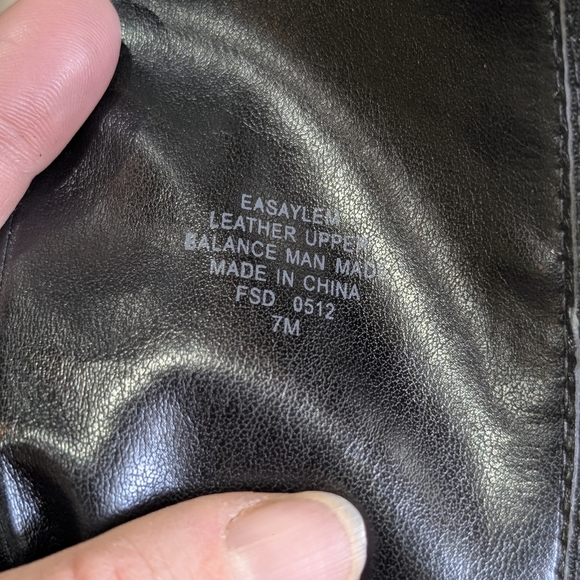 EASAYLEM
LEATHER UPPER
BALANCE MAN MADE
MADE IN CHINA
FSD 0512
7M